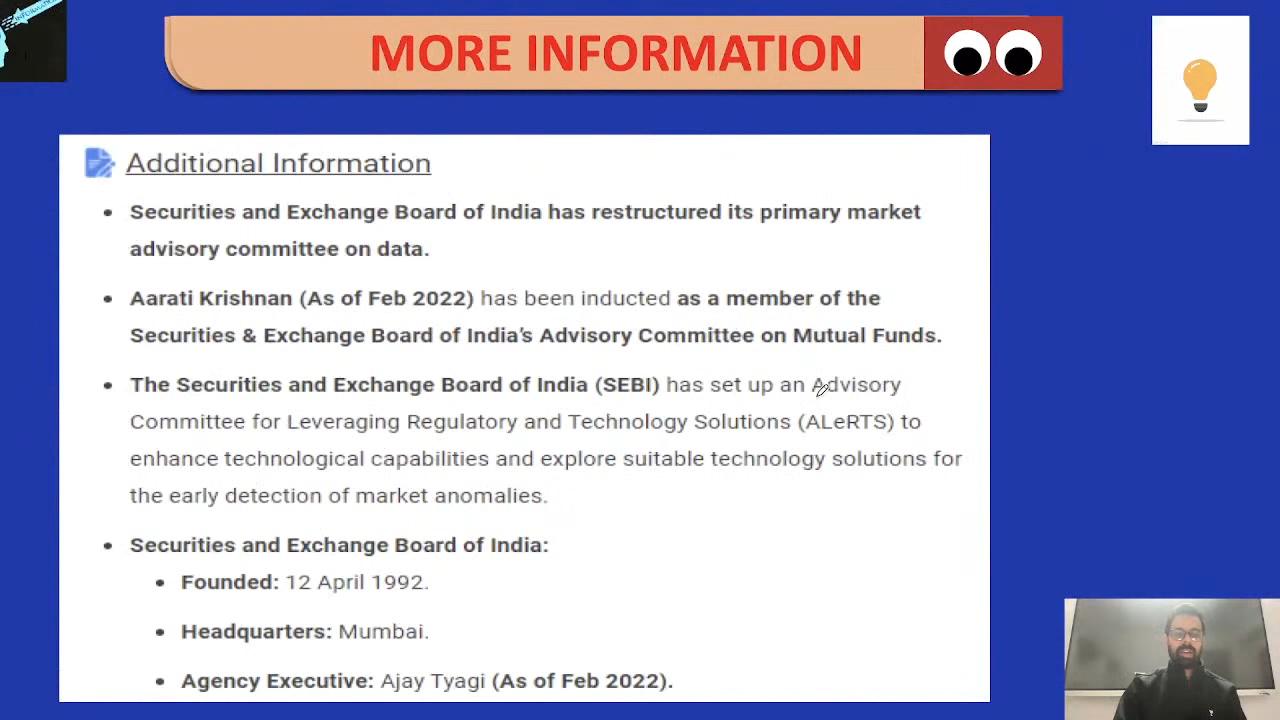 MORE INFORMATION
Additional Information
• Securities and Exchange Board of India has restructured its primary market
advisory committee on data.
• Aarati Krishnan (As of Feb 2022) has been inducted as a member of the
Securities & Exchange Board of India’s Advisory Committee on Mutual Funds.
• The Securities and Exchange Board of India (SEBI) has set up an Advisory
Committee for Leveraging Regulatory and Technology Solutions (ALeRTS) to
enhance technological capabilities and explore suitable technology solutions for
the early detection of market anomalies.
• Securities and Exchange Board of India:
• Founded: 12 April 1992.
• Headquarters: Mumbai.
• Agency Executive: Ajay Tyagi (As of Feb 2022).